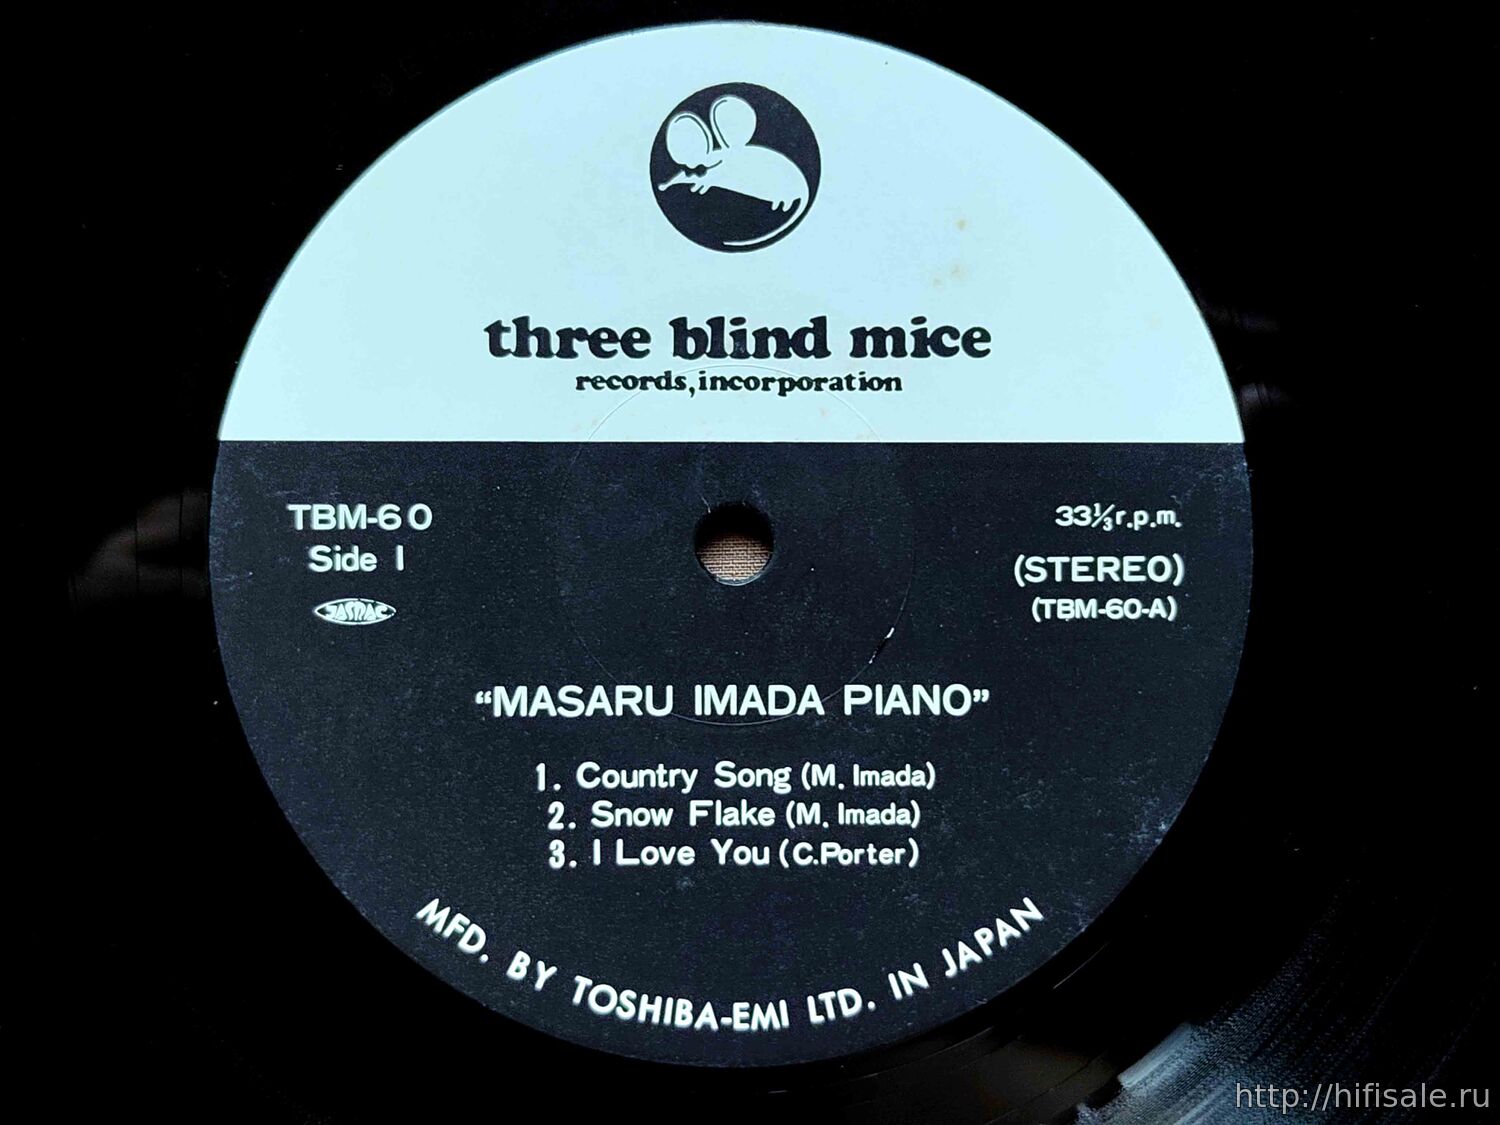 three blind mice
records, incorporation
TBM-60
Side 1
JASRAC
33⅓ r.p.m.
(STEREO)
(TBM-60-A)
“MASARU IMADA PIANO”
1. Country Song (M. Imada)
2. Snow Flake (M. Imada)
3. I Love You (C.Porter)
MFD. BY TOSHIBA-EMI LTD. IN JAPAN
http://hifisale.ru